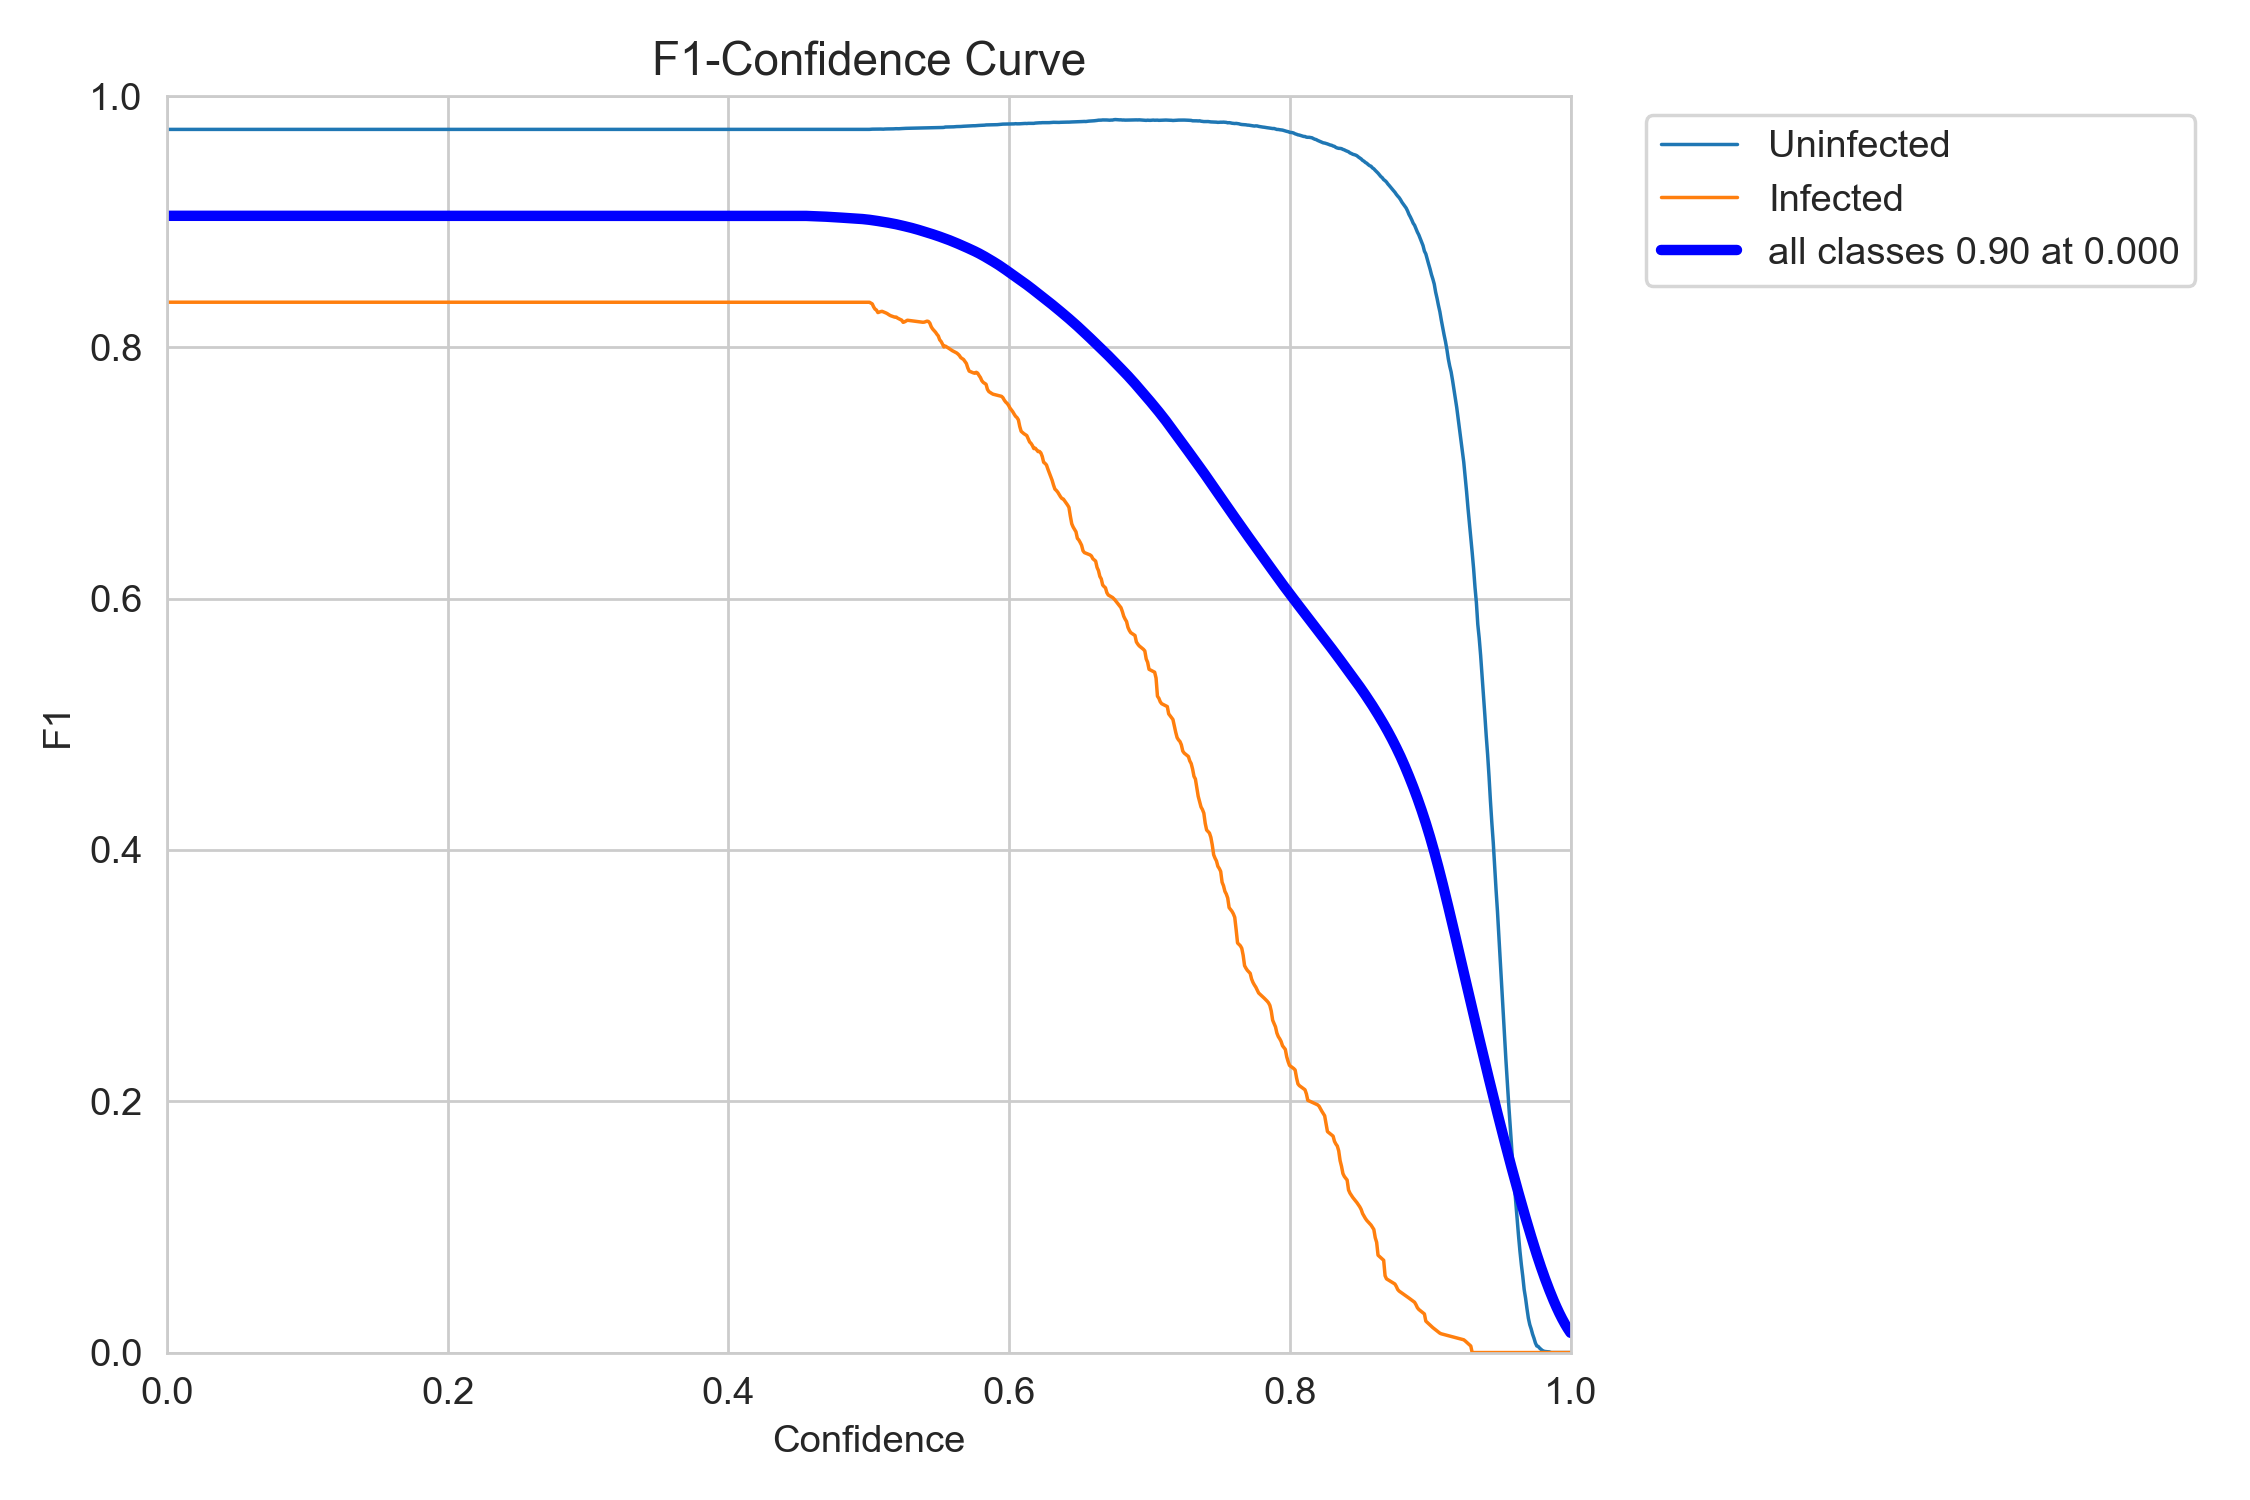 F1-Confidence Curve
1.0
0.8
0.6
0.4
0.2
0.0
F1
0.0 0.2 0.4 0.6 0.8 1.0
Confidence
Uninfected
Infected
all classes 0.90 at 0.000